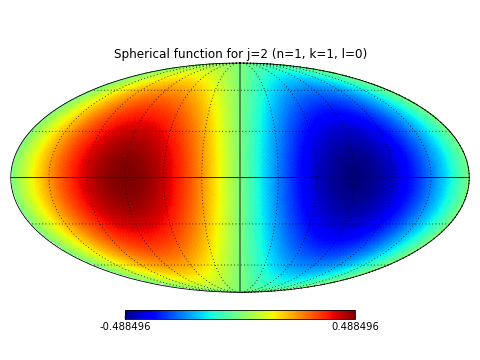 Spherical function for j=2 (n=1, k=1, l=0)
-0.488496 0.488496